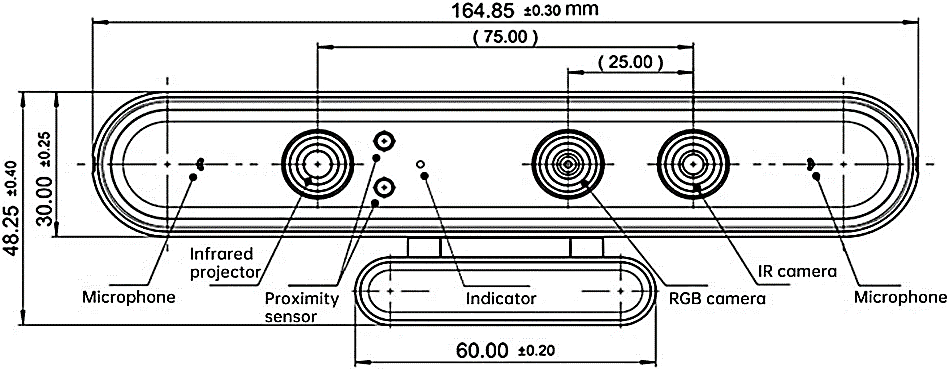 164.85 ±0.30 mm
( 75.00 )
( 25.00 )
48.25 ±0.40
30.00 ±0.25
Infrared
projector
IR camera
Microphone
Proximity
sensor
Indicator
RGB camera
Microphone
60.00 ±0.20